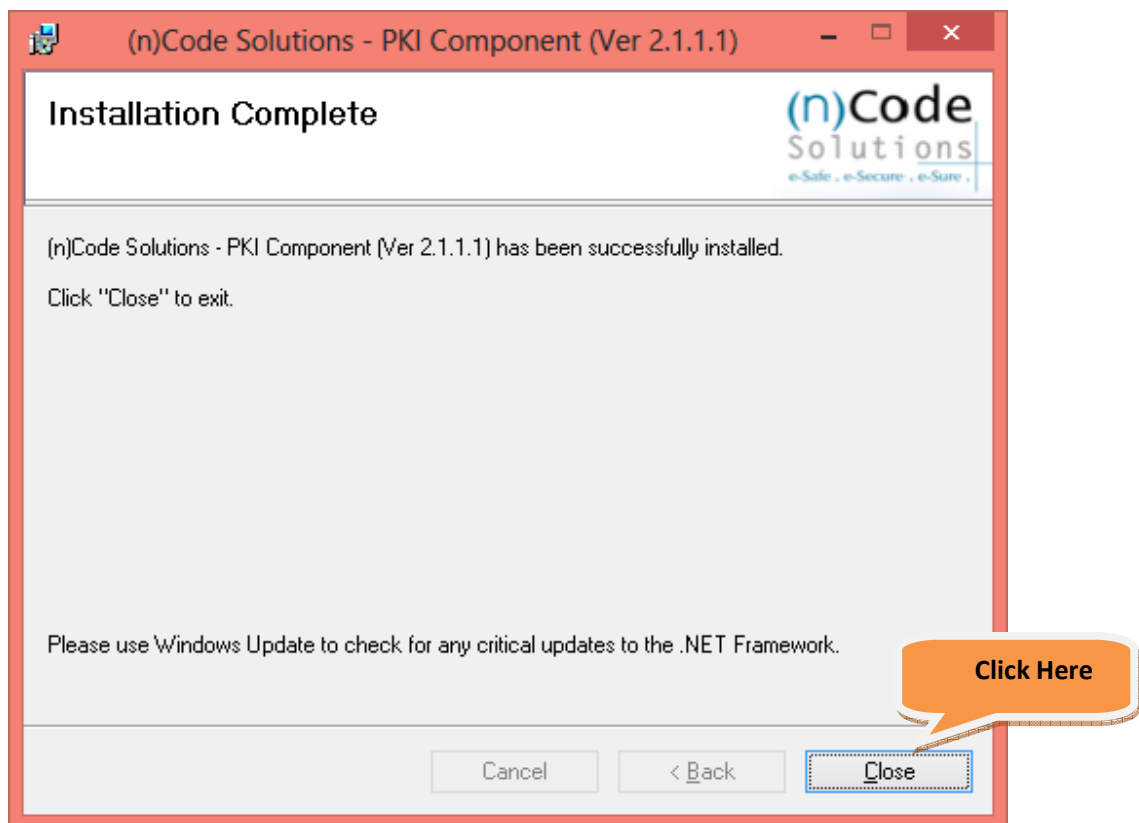 (n)Code Solutions - PKI Component (Ver 2.1.1.1)
Installation Complete
(n)Code
Solutions
e-Safe . e-Secure . e-Sure .
(n)Code Solutions - PKI Component (Ver 2.1.1.1) has been successfully installed.
Click "Close" to exit.
Please use Windows Update to check for any critical updates to the .NET Framework.
Click Here
Cancel
< Back
Close